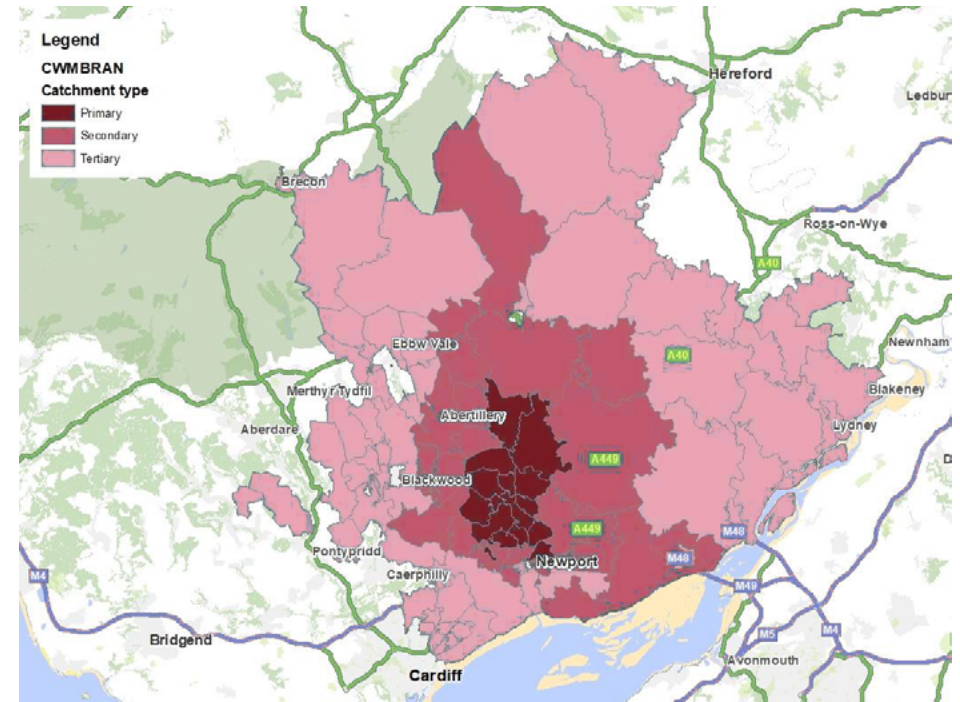 Legend
CWMBRAN
Catchment type
Primary
Secondary
Tertiary
Hereford
Brecon
Ross-on-Wye
A40
Newnham
Ebbw Vale
A40
Merthyr Tydfil
Blakeney
Abertillery
Aberdare
Lydney
A449
Blackwood
A449
M48
Pontypridd
Newport
M48
Caerphilly
M4
M49
M5
M4
Bridgend
Avonmouth
Cardiff